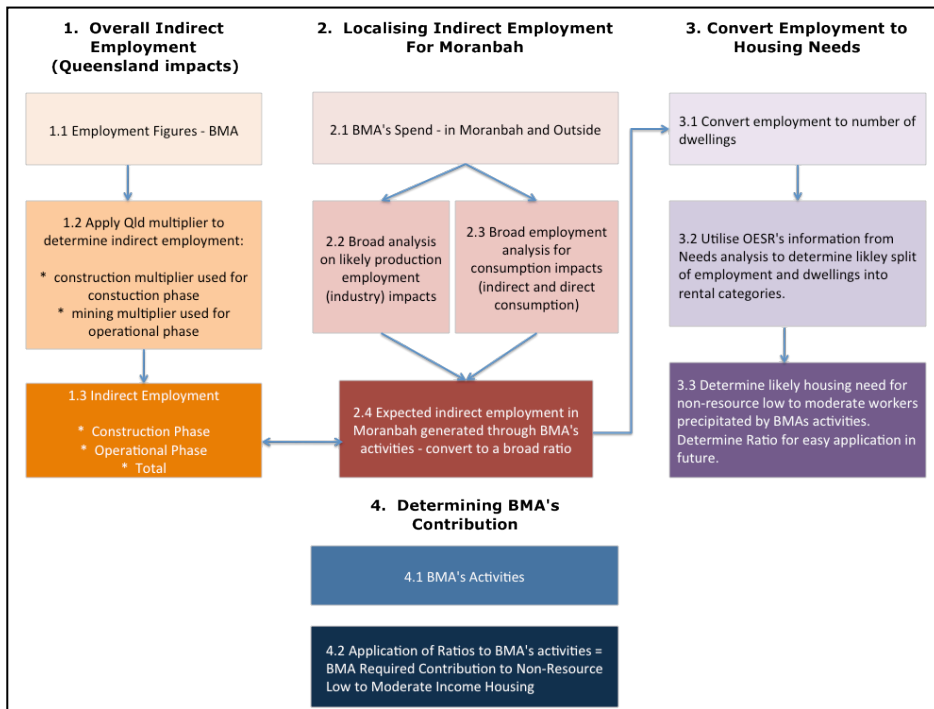 1. Overall Indirect
Employment
(Queensland impacts)
1.1 Employment Figures - BMA
1.2 Apply Qld multiplier to
determine indirect employment:
* construction multiplier used for
constuction phase
* mining multiplier used for
operational phase
1.3 Indirect Employment
* Construction Phase
* Operational Phase
* Total
2. Localising Indirect Employment
For Moranbah
2.1 BMA's Spend - in Moranbah and Outside
2.2 Broad analysis
on likely production
employment
(industry) impacts
2.3 Broad employment
analysis for
consumption impacts
(indirect and direct
consumption)
2.4 Expected indirect employment in
Moranbah generated through BMA's
activities - convert to a broad ratio
3. Convert Employment to
Housing Needs
3.1 Convert employment to number of
dwellings
3.2 Utilise OESR's information from
Needs analysis to determine likley split
of employment and dwellings into
rental categories.
3.3 Determine likely housing need for
non-resource low to moderate workers
precipitated by BMAs activities.
Determine Ratio for easy application in
future.
4. Determining BMA's
Contribution
4.1 BMA's Activities
4.2 Application of Ratios to BMA's activities =
BMA Required Contribution to Non-Resource
Low to Moderate Income Housing